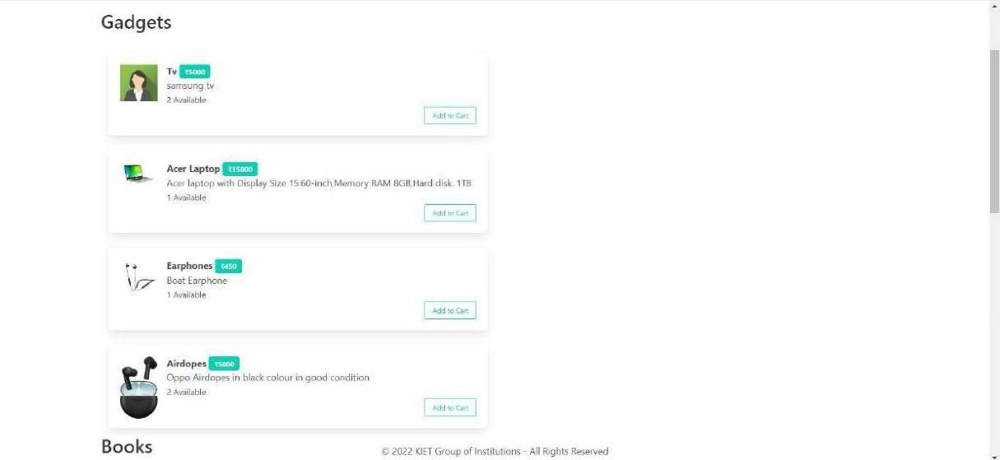 Gadgets
Tv ₹5000
samsung tv
2 Available
Add to Cart
Acer Laptop ₹15000
Acer laptop with Display Size 15.60-inch,Memory RAM 8GB,Hard disk. 1TB
1 Available
Add to Cart
Earphones ₹450
Boat Earphone
1 Available
Add to Cart
Airdopes ₹5000
Oppo Airdopes in black colour in good condition
2 Available
Add to Cart
Books
© 2022 KIET Group of Institutions - All Rights Reserved